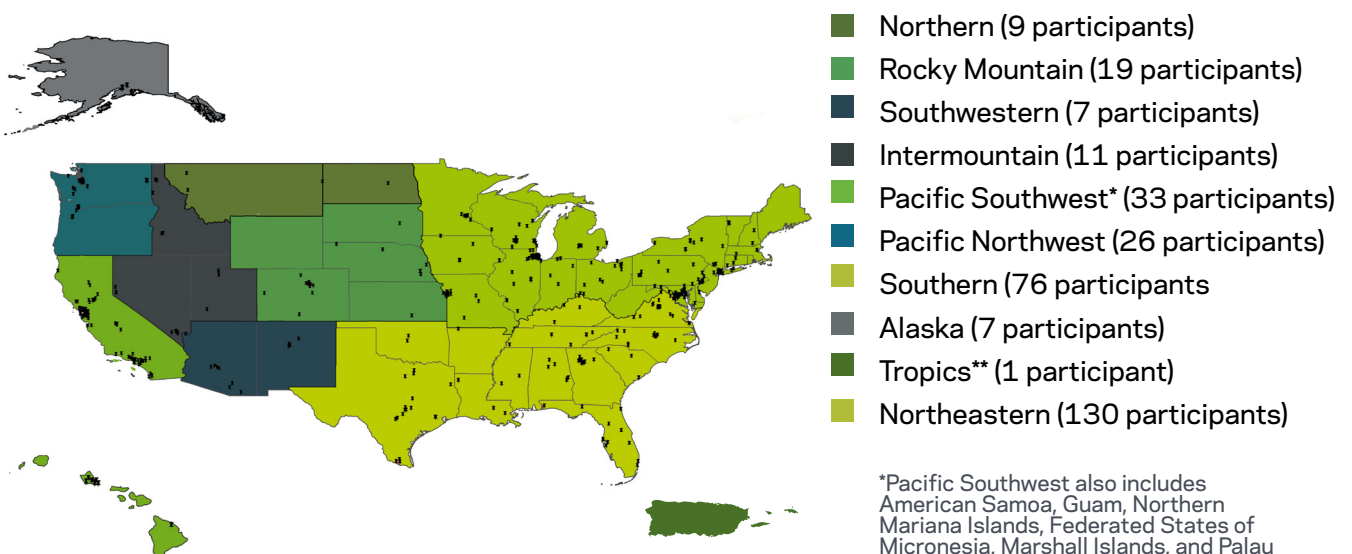 Northern (9 participants)
Rocky Mountain (19 participants)
Southwestern (7 participants)
Intermountain (11 participants)
Pacific Southwest* (33 participants)
Pacific Northwest (26 participants)
Southern (76 participants
Alaska (7 participants)
Tropics** (1 participant)
Northeastern (130 participants)
*Pacific Southwest also includes
American Samoa, Guam, Northern
Mariana Islands, Federated States of
Micronesia, Marshall Islands, and Palau